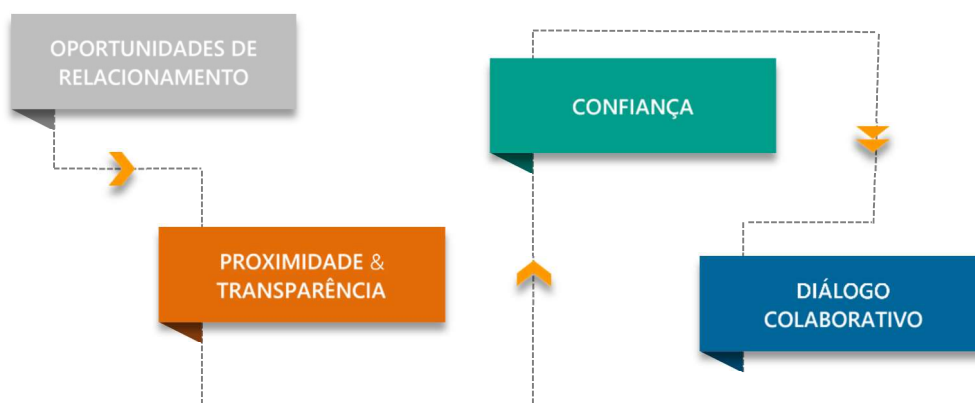 OPORTUNIDADES DE
RELACIONAMENTO
PROXIMIDADE &
TRANSPARÊNCIA
CONFIANÇA
DIÁLOGO
COLABORATIVO